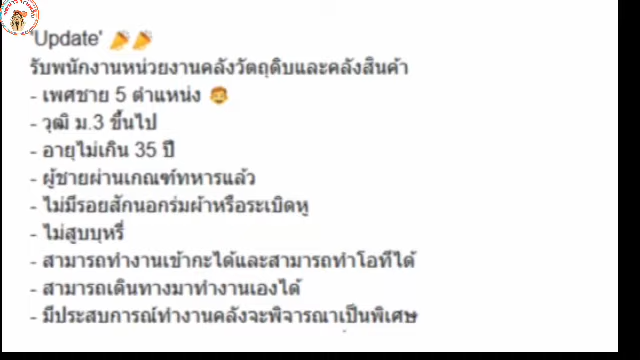 'Update' 🎉🎉
รับพนักงานหน่วยงานคลังวัตถุดิบและคลังสินค้า
- เพศชาย 5 ตำแหน่ง 🧔
- วุฒิ ม.3 ขึ้นไป
- อายุไม่เกิน 35 ปี
- ผู้ชายผ่านเกณฑ์ทหารแล้ว
- ไม่มีรอยสักนอกร่มผ้าหรือระเบิดหู
- ไม่สูบบุหรี่
- สามารถทำงานเข้ากะได้และสามารถทำโอทีได้
- สามารถเดินทางมาทำงานเองได้
- มีประสบการณ์ทำงานคลังจะพิจารณาเป็นพิเศษ